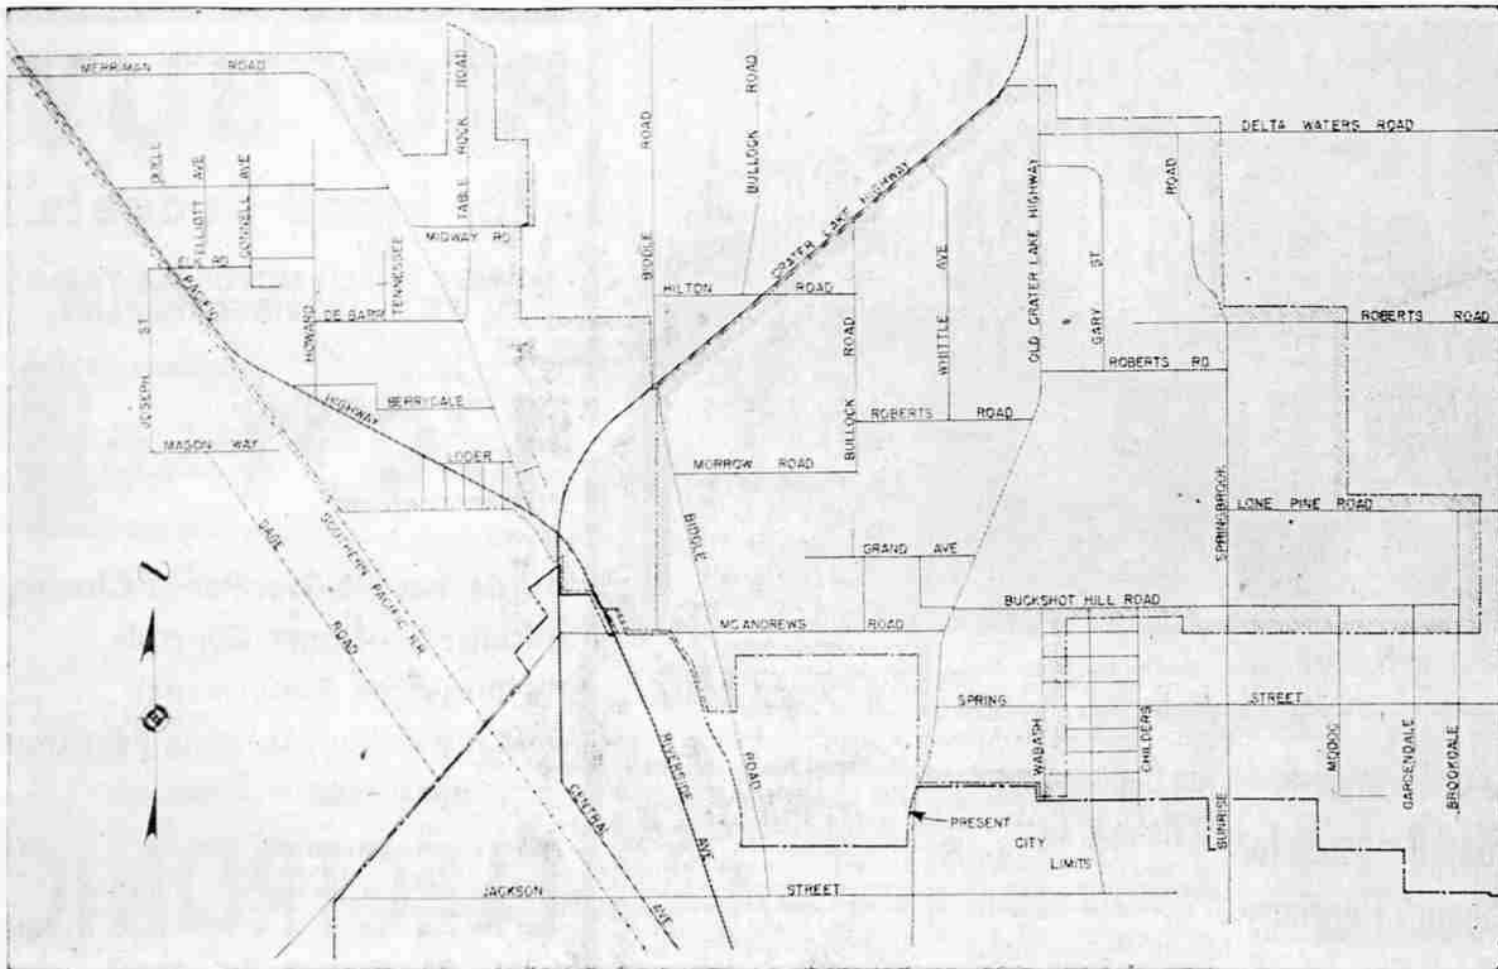 MERRIMAN ROAD
TABLE ROCK ROAD
BIDDLE ROAD
BULLOCK ROAD
DELTA WATERS ROAD
ELLIOTT AVE
CONNELL AVE
MIDWAY RD
TENNESSEE
CRATER LAKE HIGHWAY
WHITTLE AVE
OLD CRATER LAKE HIGHWAY
GARY ST
ROAD
HILTON ROAD
PACIFIC
HIGHWAY
JOSEPH ST
HOWARD
DE BARR
BULLOCK ROAD
ROBERTS ROAD
ROBERTS RD
BERRYDALE
ROBERTS ROAD
MASON WAY
LODER
MORROW ROAD
SPRINGBROOK
LONE PINE ROAD
SAGE ROAD
SOUTHERN PACIFIC RR
BIDDLE
ROAD
GRAND AVE
BUCKSHOT HILL ROAD
MC ANDREWS ROAD
SPRING STREET
WABASH
CHILDERS
MODOC
GARDENDALE
BROOKDALE
RIVERSIDE AVE
CENTRAL AVE
PRESENT
CITY
LIMITS
SUNRISE
JACKSON STREET